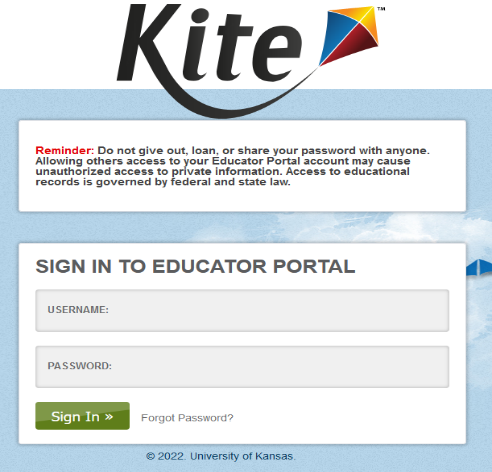 Kite™
Reminder: Do not give out, loan, or share your password with anyone.
Allowing others access to your Educator Portal account may cause
unauthorized access to private information. Access to educational
records is governed by federal and state law.
SIGN IN TO EDUCATOR PORTAL
USERNAME:
PASSWORD:
Sign In » Forgot Password?
© 2022. University of Kansas.